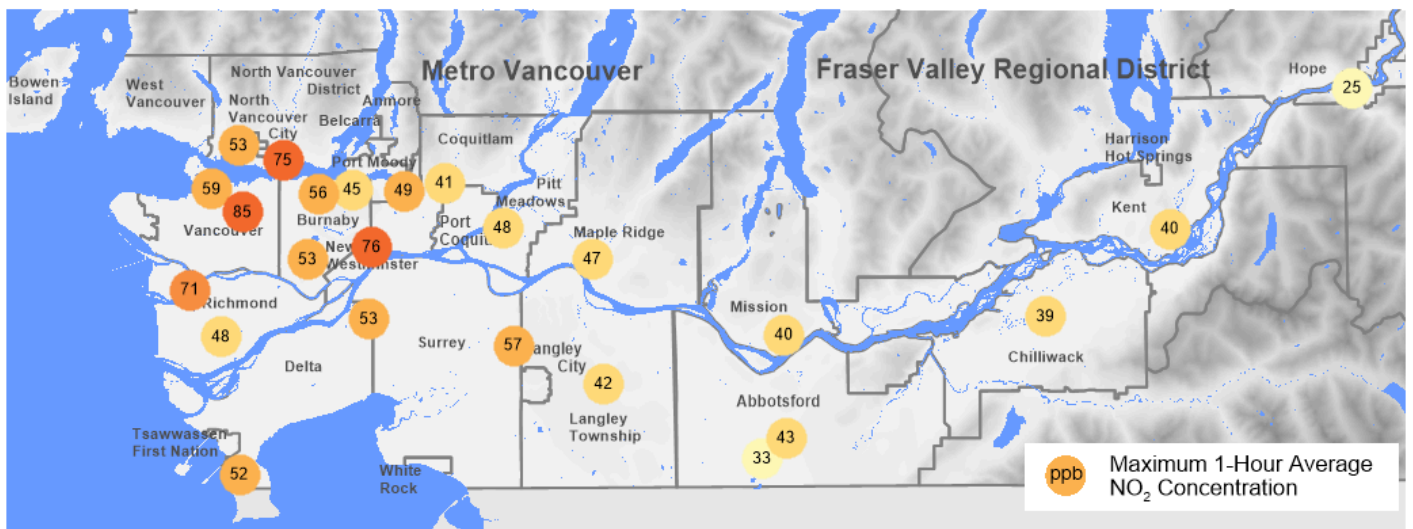 Metro Vancouver
Fraser Valley Regional District
Bowen
Island
West
Vancouver
North Vancouver
District
North
Vancouver
City
Anmore
Belcarra
Port Moody
Coquitlam
Hope
25
Harrison
Hot Springs
53
75
59
56
45
49
41
85
Vancouver
Burnaby
Pitt
Meadows
Port
Coquit
48
Kent
40
53
New
Westminster
76
Maple Ridge
47
71
Richmond
48
53
Surrey
57
angley
City
Mission
40
39
Chilliwack
Delta
42
Langley
Township
Abbotsford
43
33
Tsawwassen
First Nation
52
White
Rock
ppb
Maximum 1-Hour Average
NO₂ Concentration